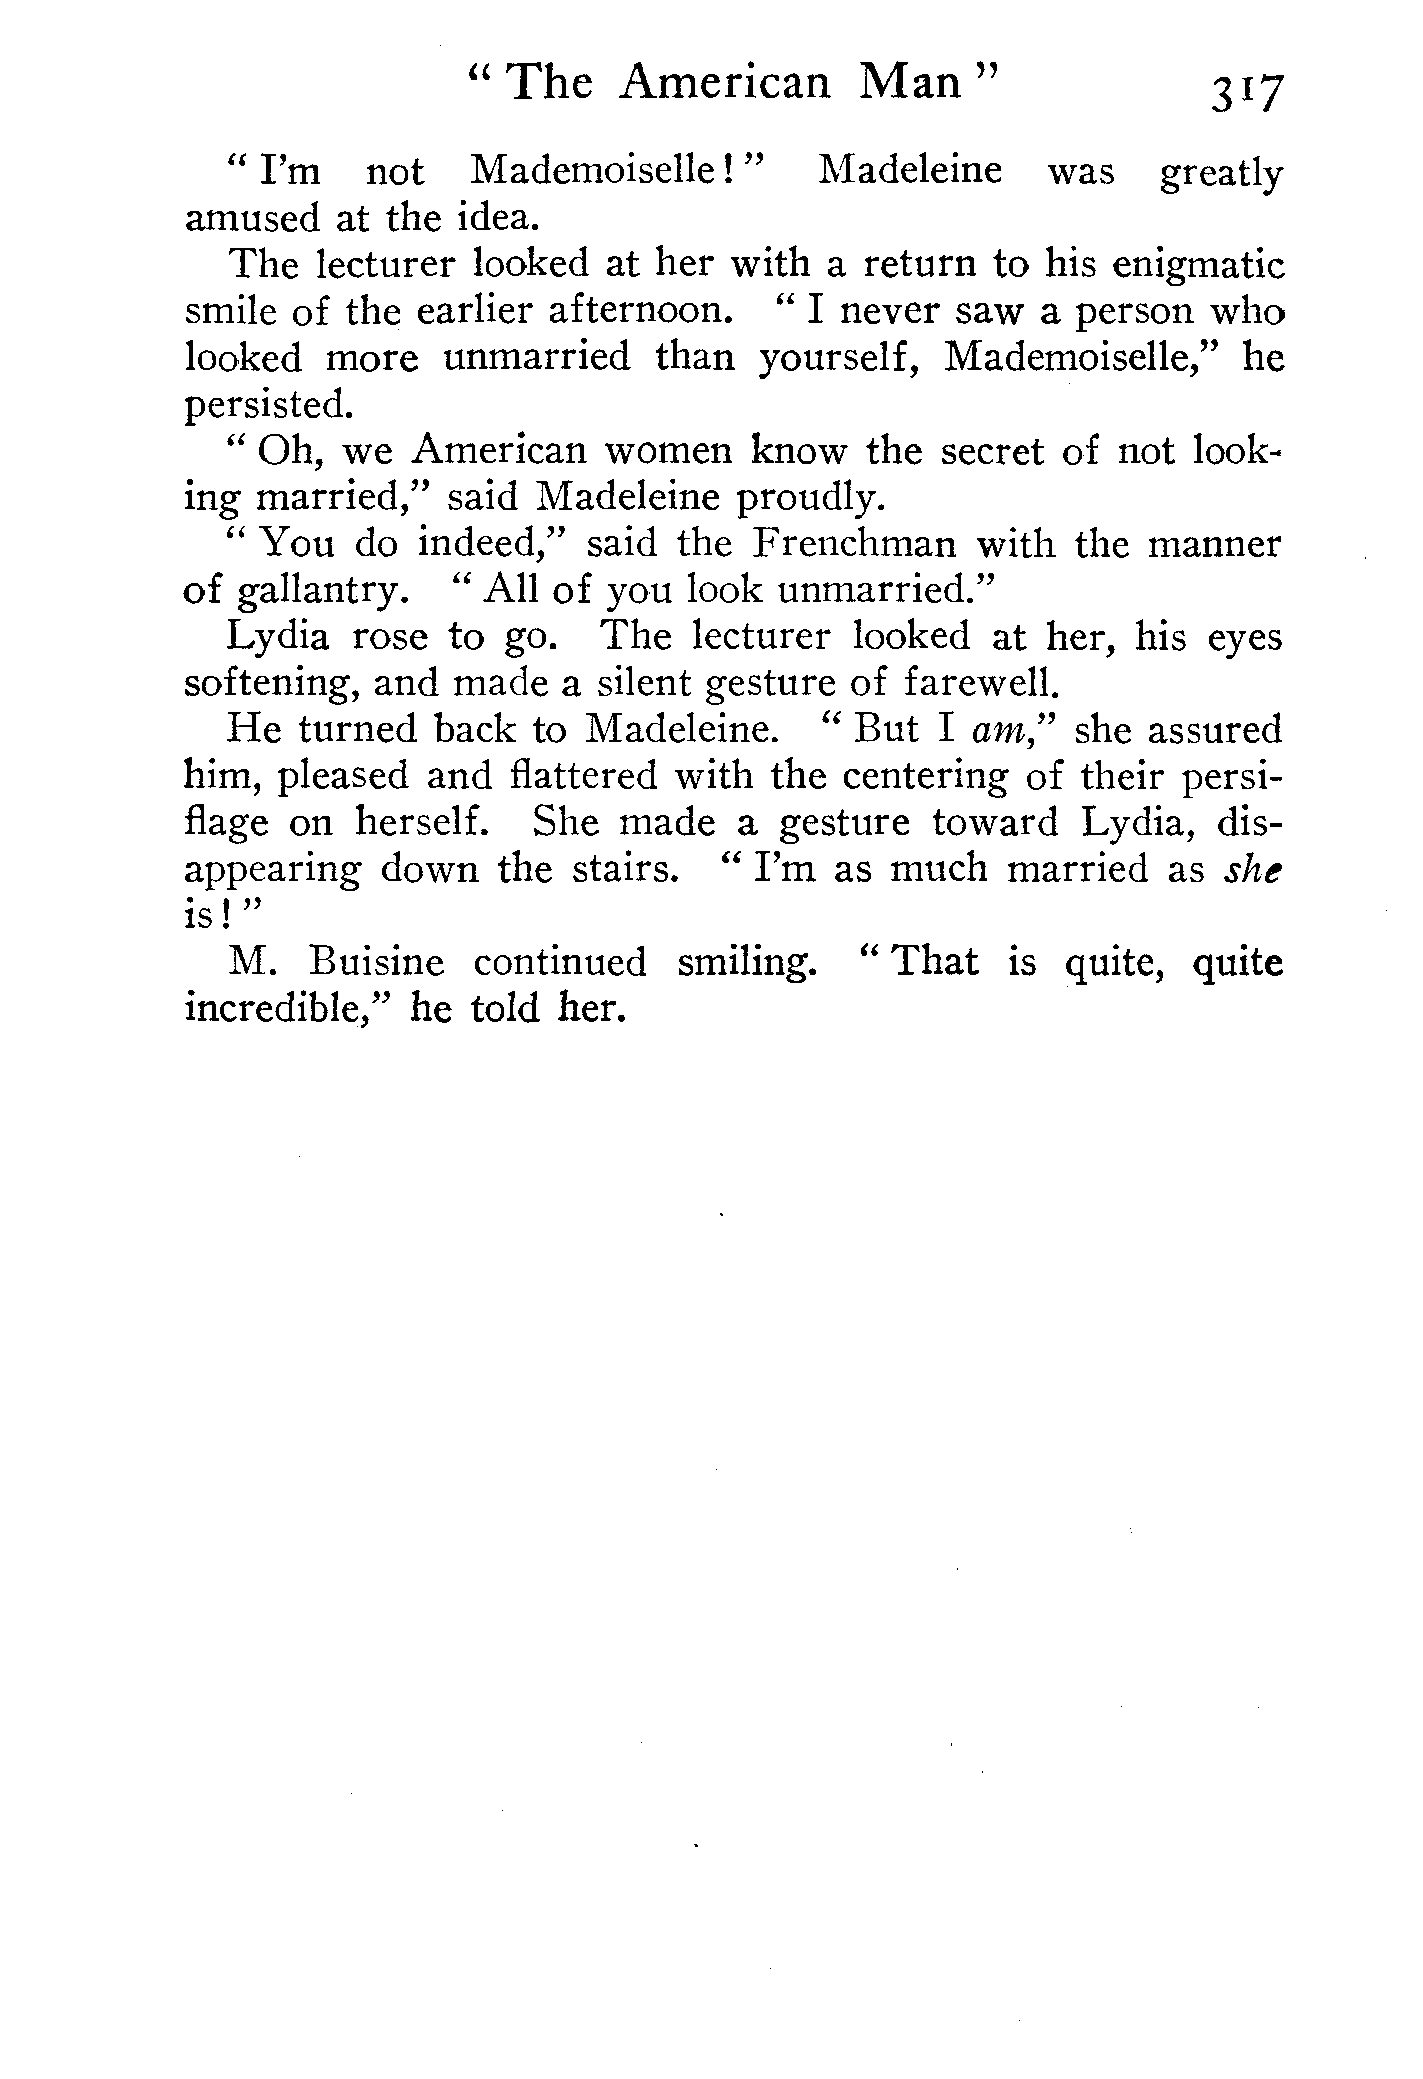 “ The American Man ” 317
“ I’m not Mademoiselle ! ” Madeleine was greatly
amused at the idea.
The lecturer looked at her with a return to his enigmatic
smile of the earlier afternoon. “ I never saw a person who
looked more unmarried than yourself, Mademoiselle,” he
persisted.
“ Oh, we American women know the secret of not look-
ing married,” said Madeleine proudly.
“ You do indeed,” said the Frenchman with the manner
of gallantry. “ All of you look unmarried.”
Lydia rose to go. The lecturer looked at her, his eyes
softening, and made a silent gesture of farewell.
He turned back to Madeleine. “ But I am,” she assured
him, pleased and flattered with the centering of their persi-
flage on herself. She made a gesture toward Lydia, dis-
appearing down the stairs. “ I’m as much married as she
is ! ”
M. Buisine continued smiling. “ That is quite, quite
incredible,” he told her.